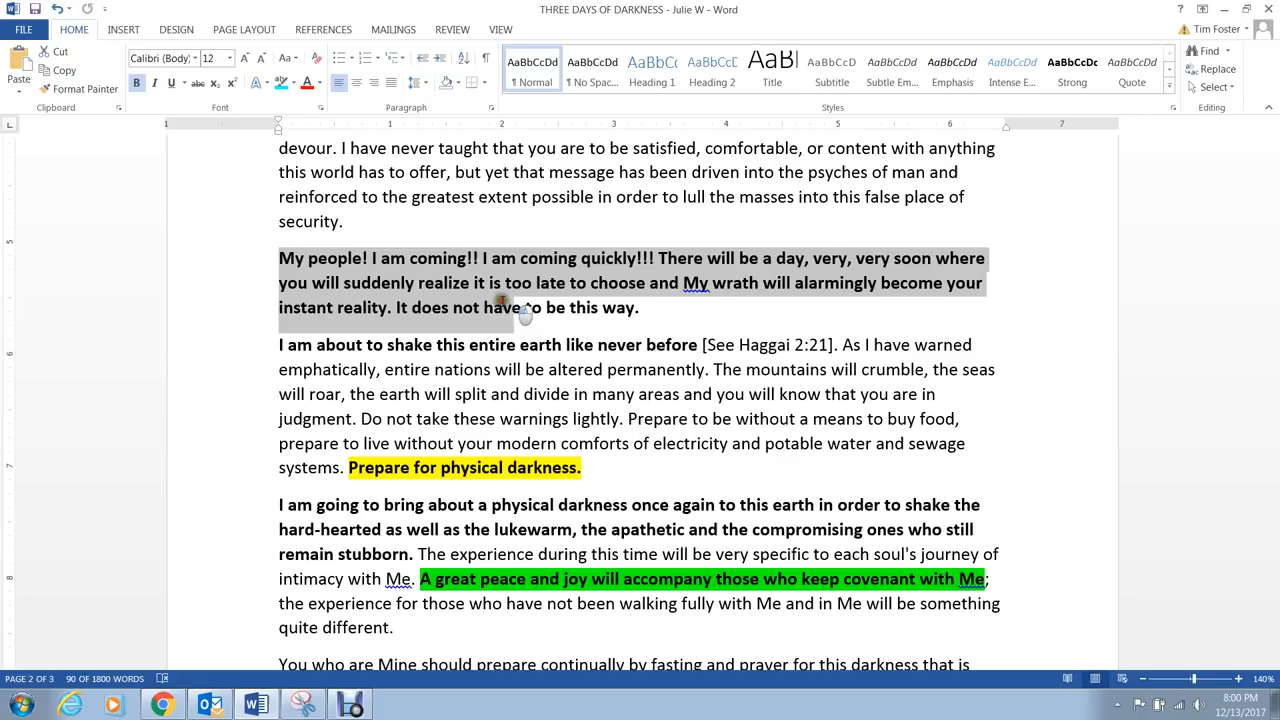 THREE DAYS OF DARKNESS - Julie W - Word
FILE HOME INSERT DESIGN PAGE LAYOUT REFERENCES MAILINGS REVIEW VIEW Tim Foster
Paste Cut Copy Format Painter
Calibri (Body) 12
AaBbCcDd AaBbCcDd AaBbCc AaBbCcD AaB AaBbCcD AaBbCcDd AaBbCcDd AaBbCcDd AaBbCcDc AaBbCcDd
¶ Normal ¶ No Spac... Heading 1 Heading 2 Title Subtitle Subtle Em... Emphasis Intense E... Strong Quote
Find Replace Select
Clipboard Font Paragraph Styles Editing
1 1 2 3 4 5 6 7
devour. I have never taught that you are to be satisfied, comfortable, or content with anything
this world has to offer, but yet that message has been driven into the psyches of man and
reinforced to the greatest extent possible in order to lull the masses into this false place of
security.
My people! I am coming!! I am coming quickly!!! There will be a day, very, very soon where
you will suddenly realize it is too late to choose and My wrath will alarmingly become your
instant reality. It does not have to be this way.
I am about to shake this entire earth like never before [See Haggai 2:21]. As I have warned
emphatically, entire nations will be altered permanently. The mountains will crumble, the seas
will roar, the earth will split and divide in many areas and you will know that you are in
judgment. Do not take these warnings lightly. Prepare to be without a means to buy food,
prepare to live without your modern comforts of electricity and potable water and sewage
systems. Prepare for physical darkness.
I am going to bring about a physical darkness once again to this earth in order to shake the
hard-hearted as well as the lukewarm, the apathetic and the compromising ones who still
remain stubborn. The experience during this time will be very specific to each soul's journey of
intimacy with Me. A great peace and joy will accompany those who keep covenant with Me;
the experience for those who have not been walking fully with Me and in Me will be something
quite different.
You who are Mine should prepare continually by fasting and prayer for this darkness that is
5
6
7
8
PAGE 2 OF 3 90 OF 1800 WORDS 140%
8:00 PM
12/13/2017